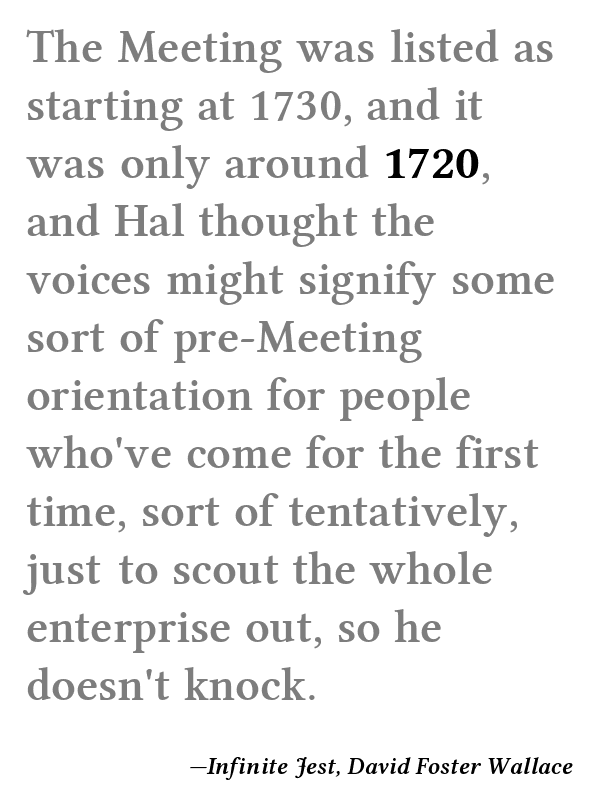 The Meeting was listed as
starting at 1730, and it
was only around 1720,
and Hal thought the
voices might signify some
sort of pre-Meeting
orientation for people
who've come for the first
time, sort of tentatively,
just to scout the whole
enterprise out, so he
doesn't knock.
—Infinite Jest, David Foster Wallace